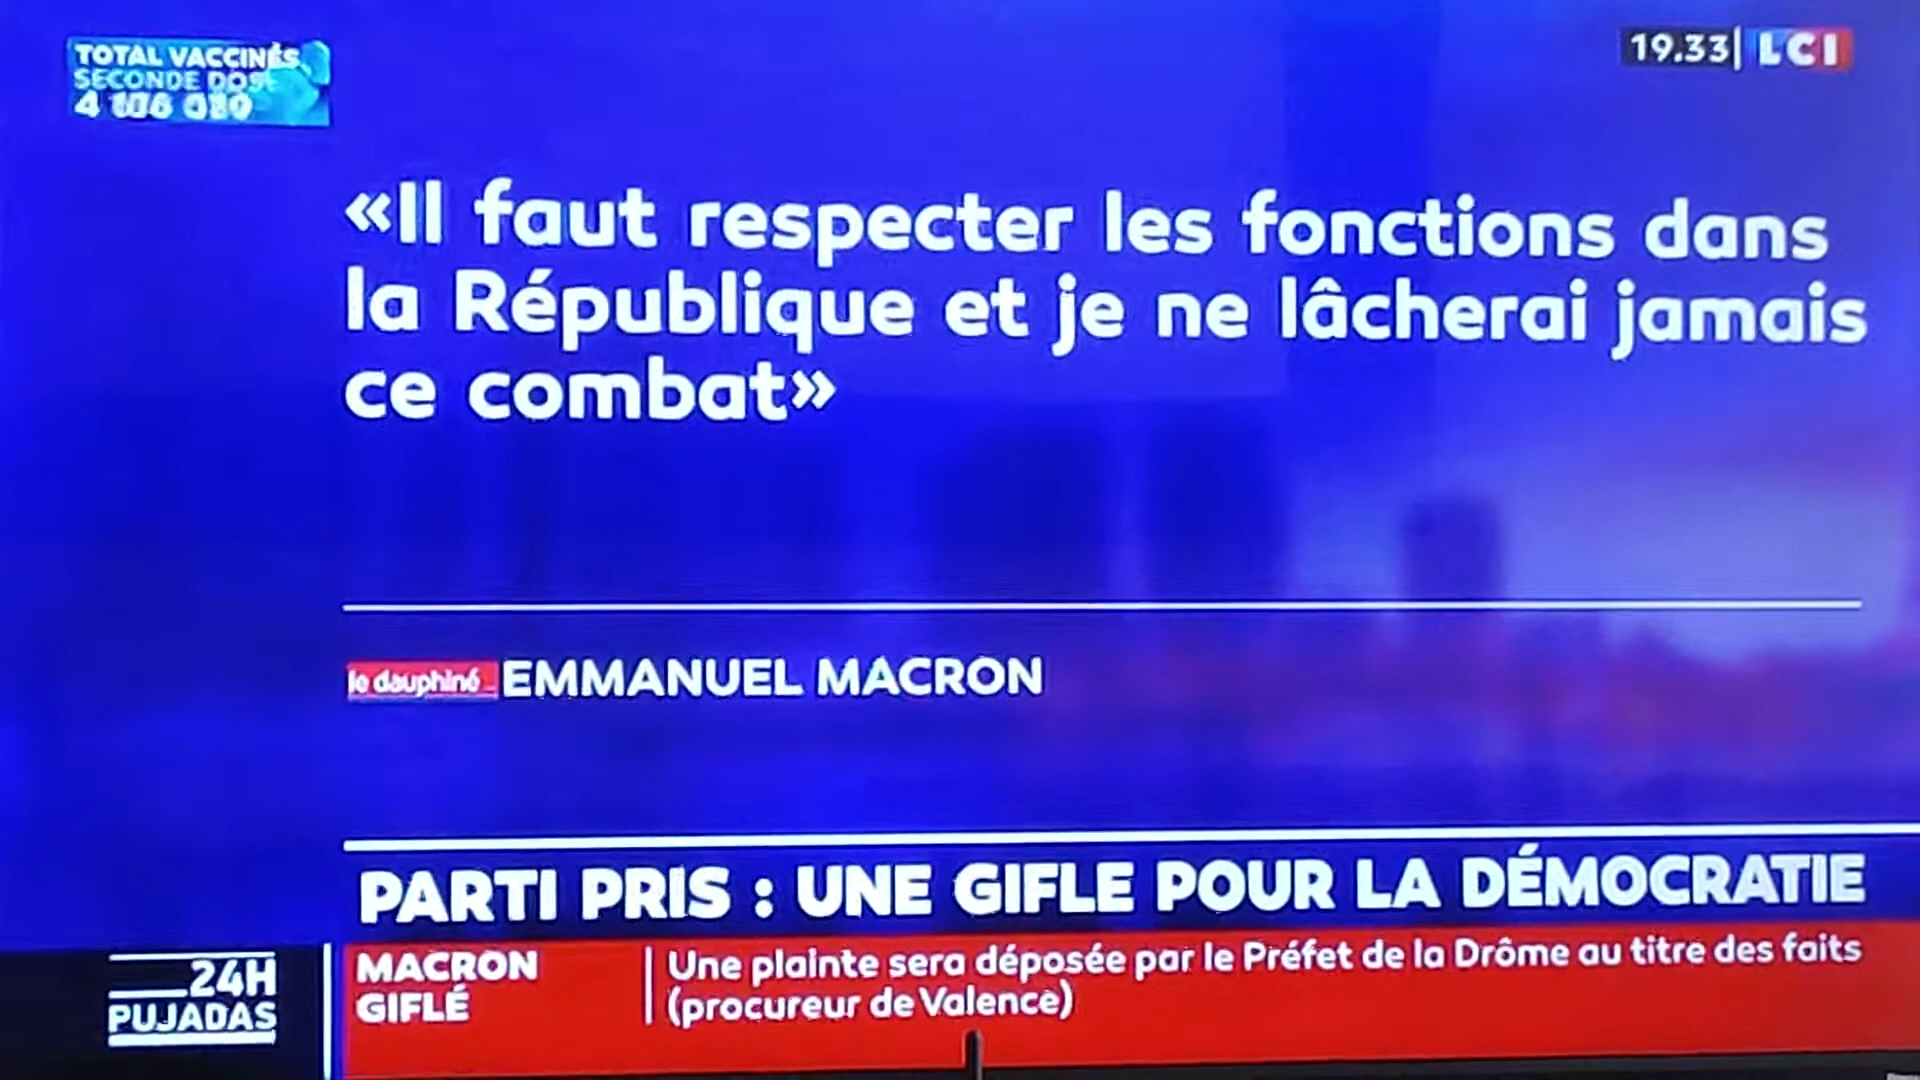 TOTAL VACCINÉS
SECONDE DOSE
19.33 LCI
«Il faut respecter les fonctions dans
la République et je ne lâcherai jamais
ce combat»
le dauphiné EMMANUEL MACRON
PARTI PRIS : UNE GIFLE POUR LA DÉMOCRATIE
24H
PUJADAS
MACRON
GIFLÉ
Une plainte sera déposée par le Préfet de la Drôme au titre des faits
(procureur de Valence)